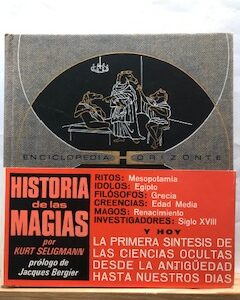 ENCICLOPEDIA HORIZONTE
HISTORIA
de las
MAGIAS
por
KURT SELIGMANN
prólogo de
Jacques Bergier
RITOS: Mesopotamia
IDOLOS: Egipto
FILÓSOFOS: Grecia
CREENCIAS: Edad Media
MAGOS: Renacimiento
INVESTIGADORES: Siglo XVIII
Y HOY
LA PRIMERA SINTESIS DE
LAS CIENCIAS OCULTAS
DESDE LA ANTIGÜEDAD
HASTA NUESTROS DIAS